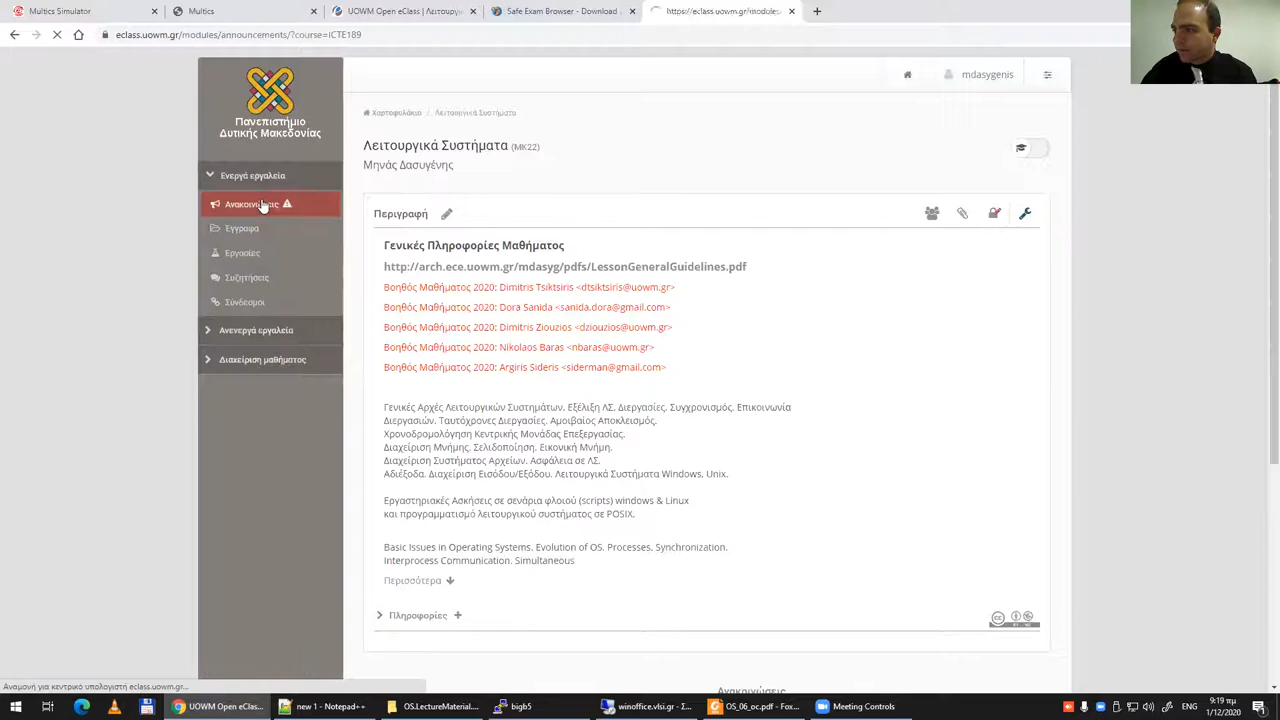 Multics Simulator
Multics
UOWM Open eClass | Λειτουργι
Safe Exam Browser - Download
https://eclass.uowm.gr/modules
eclass.uowm.gr/modules/announcements/?course=ICTE189
Πανεπιστήμιο
Δυτικής Μακεδονίας
mdasygenis
Χαρτοφυλάκιο / Λειτουργικά Συστήματα
Λειτουργικά Συστήματα (MK22)
Μηνάς Δασυγένης
Ενεργά εργαλεία
Ανακοινώσεις
Έγγραφα
Εργασίες
Συζητήσεις
Σύνδεσμοι
Ανενεργά εργαλεία
Διαχείριση μαθήματος
Περιγραφή
Γενικές Πληροφορίες Μαθήματος
http://arch.ece.uowm.gr/mdasyg/pdfs/LessonGeneralGuidelines.pdf
Βοηθός Μαθήματος 2020: Dimitris Tsiktsiris <dtsiktsiris@uowm.gr>
Βοηθός Μαθήματος 2020: Dora Sanida <sanida.dora@gmail.com>
Βοηθός Μαθήματος 2020: Dimitris Ziouzios <dziouzios@uowm.gr>
Βοηθός Μαθήματος 2020: Nikolaos Baras <nbaras@uowm.gr>
Βοηθός Μαθήματος 2020: Argiris Sideris <siderman@gmail.com>
Γενικές Αρχές Λειτουργικών Συστημάτων, Εξέλιξη ΛΣ, Διεργασίες, Συγχρονισμός, Επικοινωνία
Διεργασιών. Ταυτόχρονες Διεργασίες. Αμοιβαίος Αποκλεισμός.
Χρονοδρομολόγηση Κεντρικής Μονάδας Επεξεργασίας.
Διαχείριση Μνήμης. Σελιδοποίηση. Εικονική Μνήμη.
Διαχείριση Συστήματος Αρχείων. Ασφάλεια σε ΛΣ.
Αδιέξοδα. Διαχείριση Εισόδου/Εξόδου. Λειτουργικά Συστήματα Windows, Unix.
Εργαστηριακές Ασκήσεις σε σενάρια φλοιού (scripts) windows & Linux
και προγραμματισμό λειτουργικού συστήματος σε POSIX.
Basic Issues in Operating Systems. Evolution of OS. Processes. Synchronization.
Interprocess Communication. Simultaneous
Περισσότερα
Πληροφορίες +
Ανακοινώσεις
Αναμονή για κεντρικό υπολογιστή eclass.uowm.gr...
UOWM Open eClas...
new 1 - Notepad++
OS.LectureMaterial...
bigb5
winoffice.vlsi.gr - Σ...
OS_06_oc.pdf - Fox...
Meeting Controls
9:19 πμ
1/12/2020